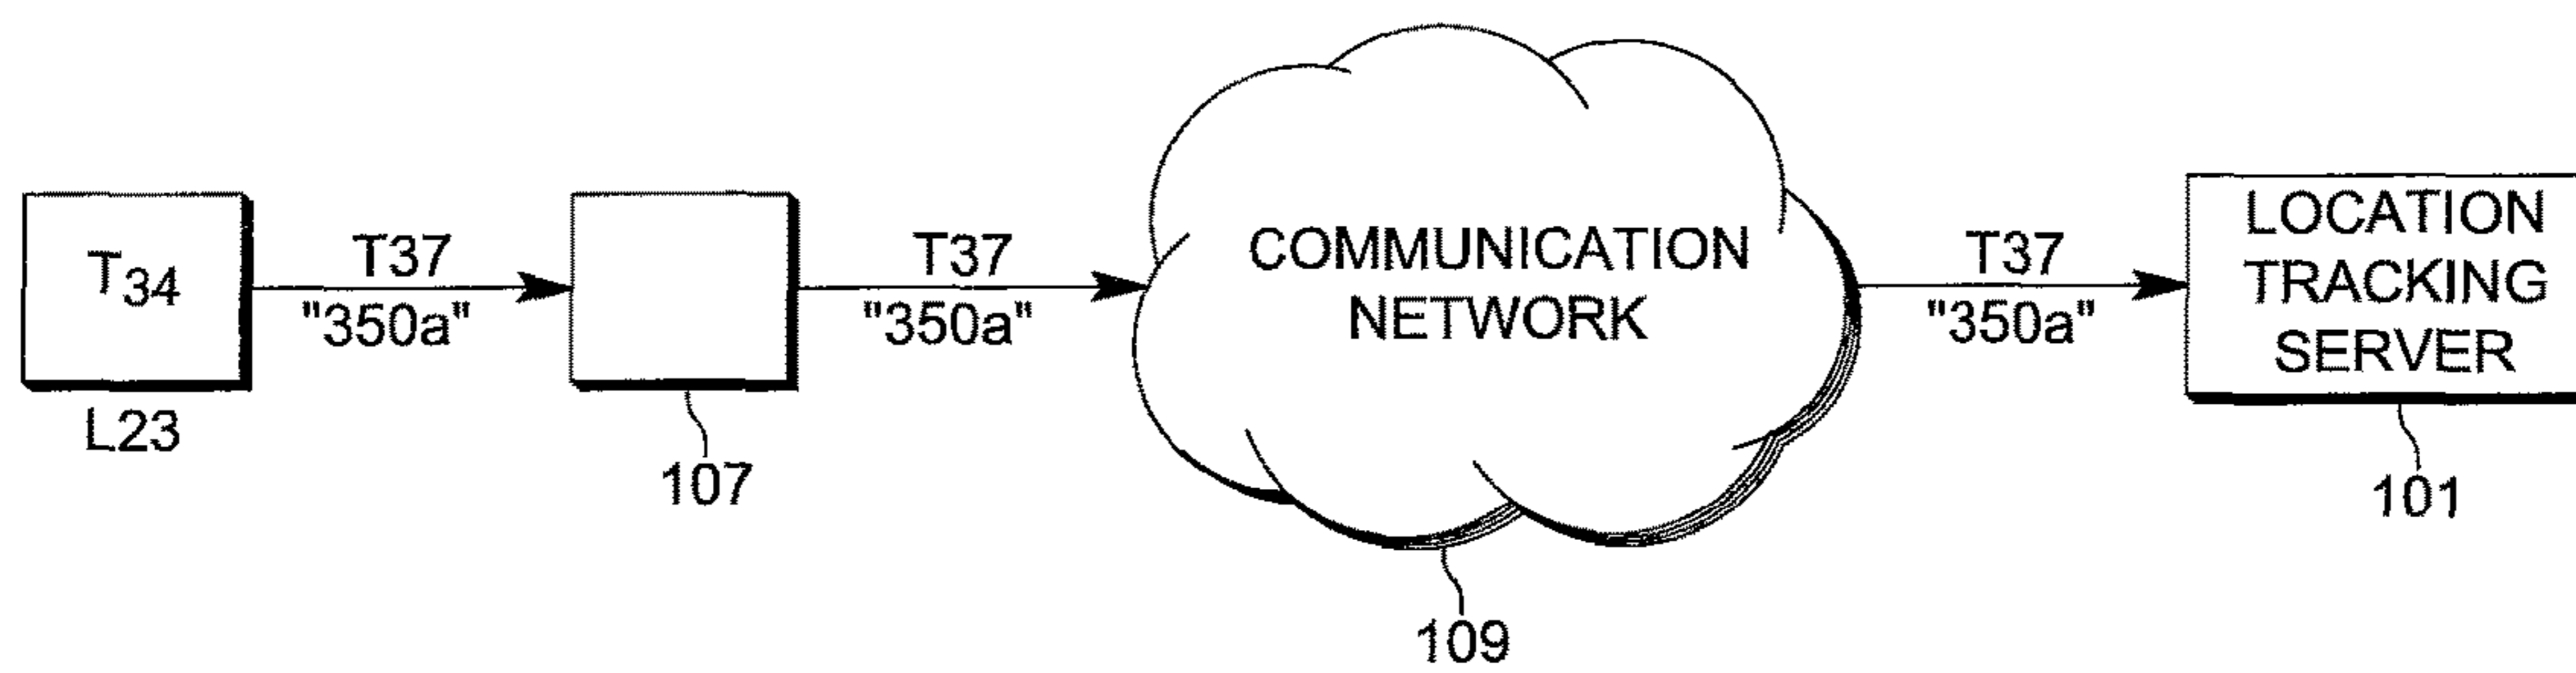 T34
L23
T37
"350a"
107
T37
"350a"
COMMUNICATION
NETWORK
109
T37
"350a"
LOCATION
TRACKING
SERVER
101